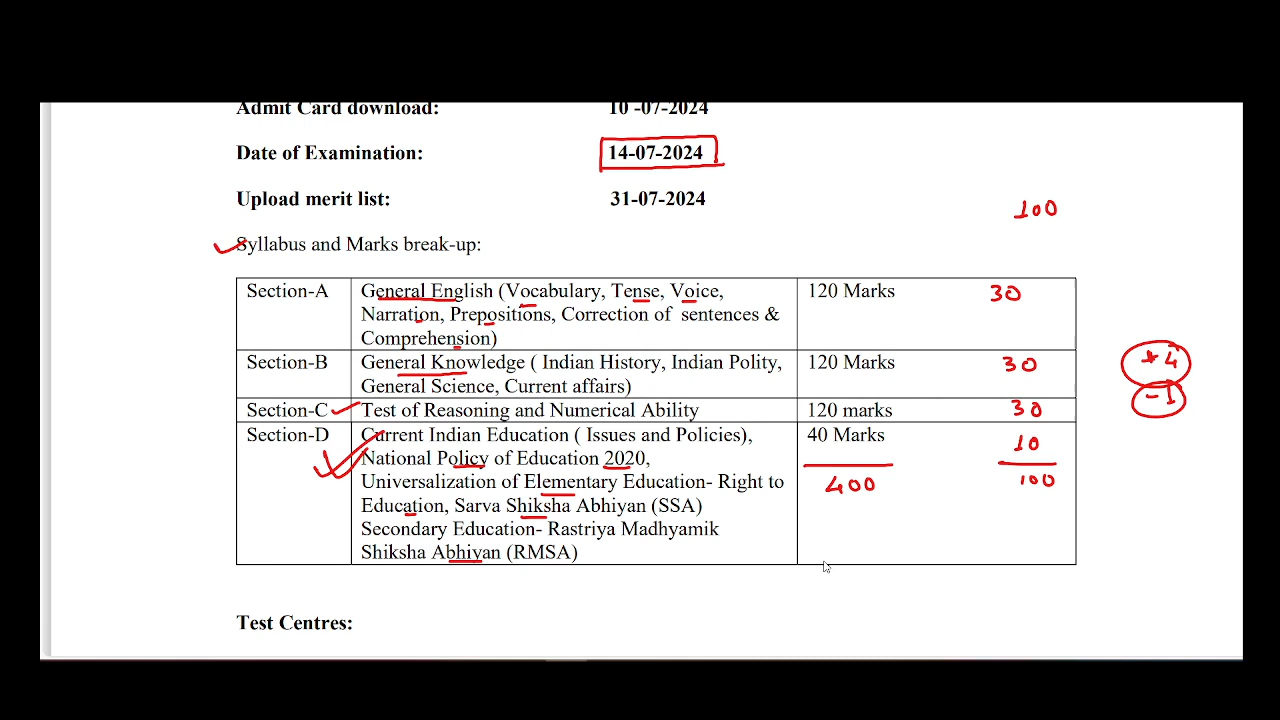 Admit Card download: 10 -07-2024
Date of Examination: 14-07-2024
Upload merit list: 31-07-2024
100
Syllabus and Marks break-up:
Section-A General English (Vocabulary, Tense, Voice, 120 Marks 30
Narration, Prepositions, Correction of sentences &
Comprehension)
Section-B General Knowledge ( Indian History, Indian Polity, 120 Marks 30 +4
General Science, Current affairs)
Section-C Test of Reasoning and Numerical Ability 120 marks 30 -1
Section-D Current Indian Education ( Issues and Policies), 40 Marks 10
National Policy of Education 2020,
Universalization of Elementary Education- Right to 400 100
Education, Sarva Shiksha Abhiyan (SSA)
Secondary Education- Rastriya Madhyamik
Shiksha Abhiyan (RMSA)
Test Centres: